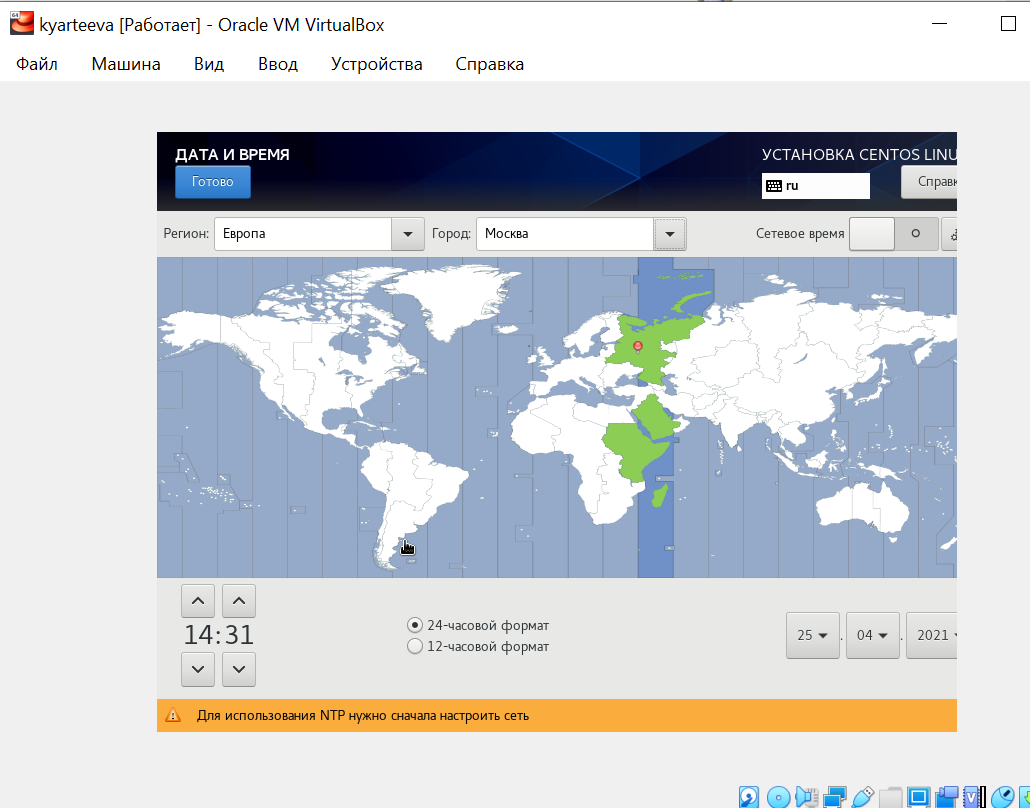 kyarteeva [Работает] - Oracle VM VirtualBox
Файл Машина Вид Ввод Устройства Справка
ДАТА И ВРЕМЯ УСТАНОВКА CENTOS LINU
Готово ru Справк
Регион: Европа Город: Москва Сетевое время
14:31
24-часовой формат
12-часовой формат
25 . 04 . 2021
Для использования NTP нужно сначала настроить сеть